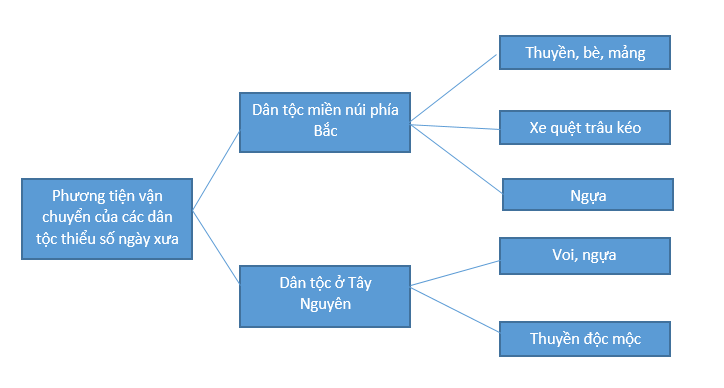 Phương tiện vận
chuyển của các dân
tộc thiểu số ngày xưa
Dân tộc miền núi phía
Bắc
Thuyền, bè, mảng
Xe quệt trâu kéo
Ngựa
Dân tộc ở Tây
Nguyên
Voi, ngựa
Thuyền độc mộc